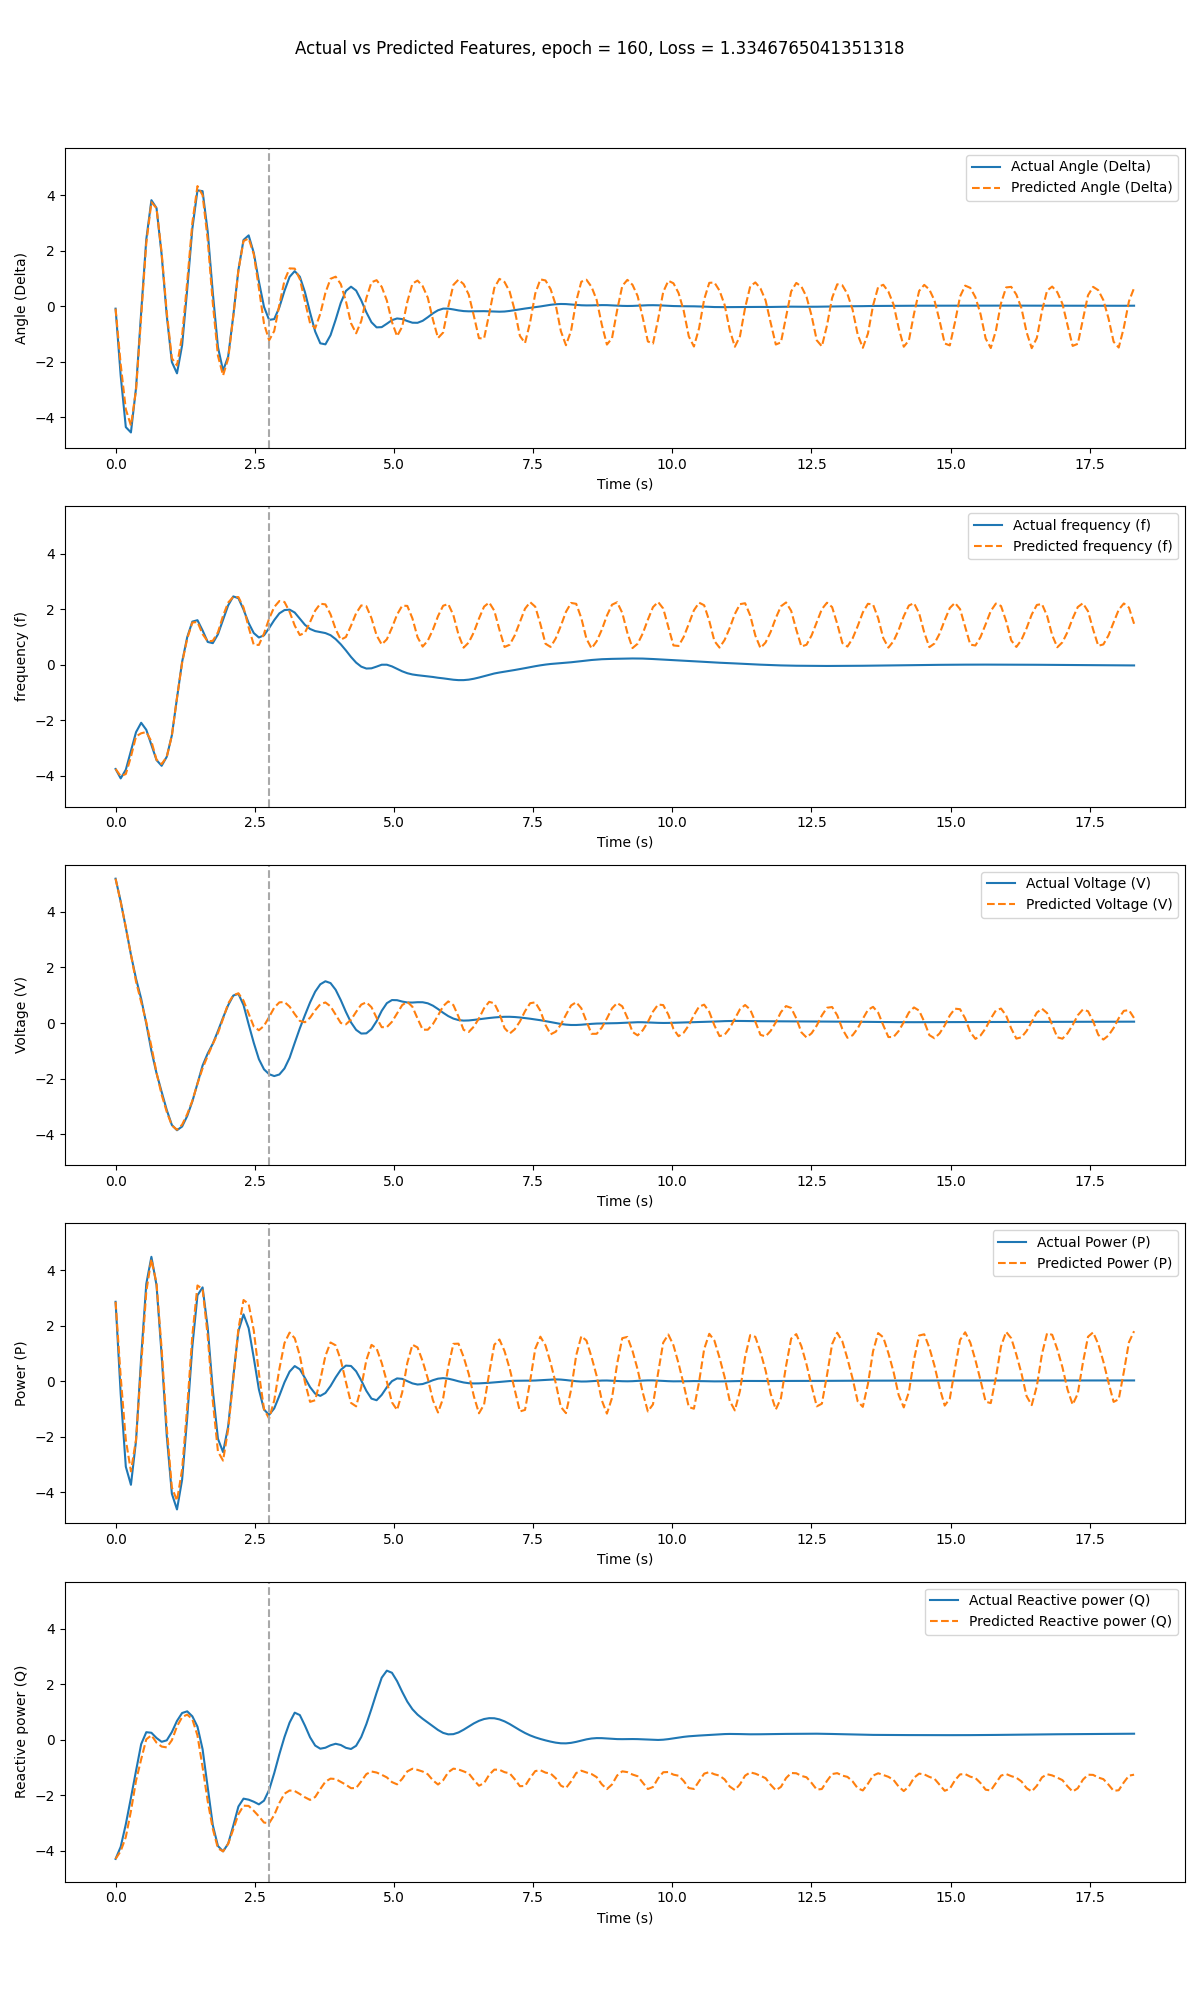 Actual vs Predicted Features, epoch = 160, Loss = 1.3346765041351318
Actual Angle (Delta)
Predicted Angle (Delta)
Angle (Delta)
4
2
0
−2
−4
0.0 2.5 5.0 7.5 10.0 12.5 15.0 17.5
Time (s)
Actual frequency (f)
Predicted frequency (f)
frequency (f)
4
2
0
−2
−4
0.0 2.5 5.0 7.5 10.0 12.5 15.0 17.5
Time (s)
Actual Voltage (V)
Predicted Voltage (V)
Voltage (V)
4
2
0
−2
−4
0.0 2.5 5.0 7.5 10.0 12.5 15.0 17.5
Time (s)
Actual Power (P)
Predicted Power (P)
Power (P)
4
2
0
−2
−4
0.0 2.5 5.0 7.5 10.0 12.5 15.0 17.5
Time (s)
Actual Reactive power (Q)
Predicted Reactive power (Q)
Reactive power (Q)
4
2
0
−2
−4
0.0 2.5 5.0 7.5 10.0 12.5 15.0 17.5
Time (s)